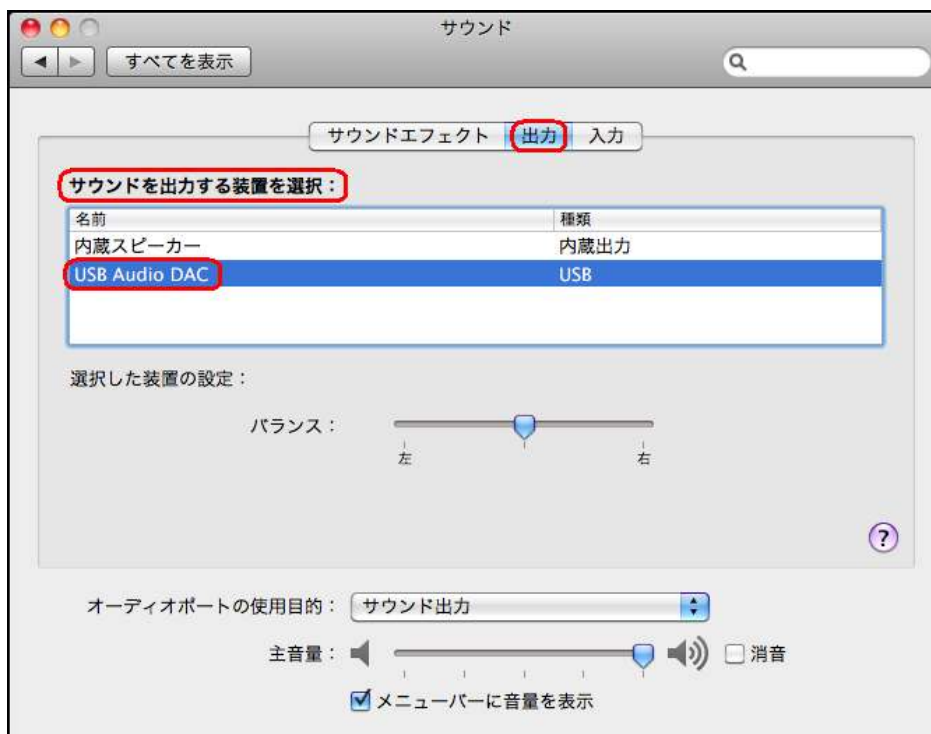 サウンド
すべてを表示
サウンドエフェクト 出力 入力
サウンドを出力する装置を選択：
名前 種類
内蔵スピーカー 内蔵出力
USB Audio DAC USB
選択した装置の設定：
バランス：
左 右
?
オーディオポートの使用目的： サウンド出力
主音量： 消音
メニューバーに音量を表示